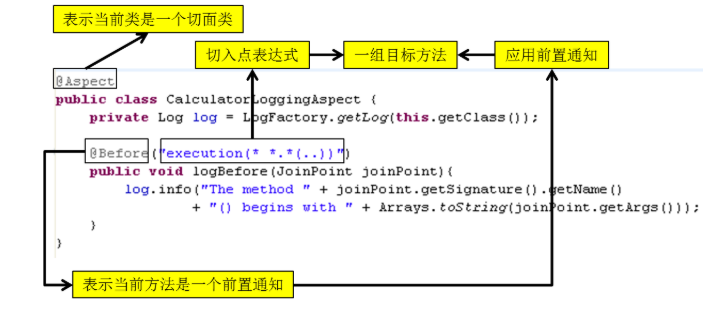 表示当前类是一个切面类
切入点表达式
一组目标方法
应用前置通知
@Aspect
public class CalculatorLoggingAspect {
private Log log = LogFactory.getLog(this.getClass());
@Before("execution(* *.*(..))")
public void logBefore(JoinPoint joinPoint){
log.info("The method " + joinPoint.getSignature().getName()
+ "() begins with " + Arrays.toString(joinPoint.getArgs()));
}
}
表示当前方法是一个前置通知